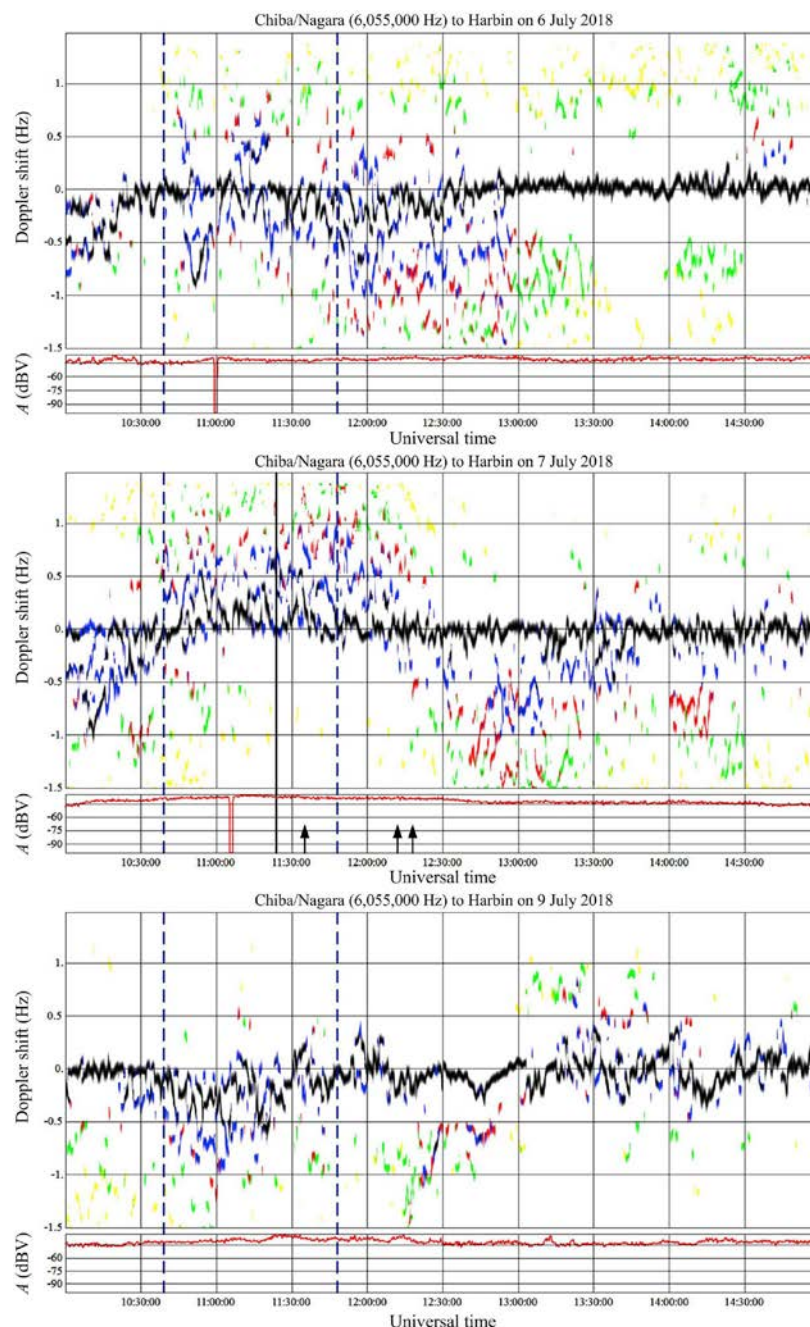 Chiba/Nagara (6,055,000 Hz) to Harbin on 6 July 2018
Doppler shift (Hz)
1.
0.5
0.
-0.5
-1.
-1.5
A (dBV)
-60
-75
-90
10:30:00 11:00:00 11:30:00 12:00:00 12:30:00 13:00:00 13:30:00 14:00:00 14:30:00
Universal time
Chiba/Nagara (6,055,000 Hz) to Harbin on 7 July 2018
Doppler shift (Hz)
1.
0.5
0.
-0.5
-1.
-1.5
A (dBV)
-60
-75
-90
10:30:00 11:00:00 11:30:00 12:00:00 12:30:00 13:00:00 13:30:00 14:00:00 14:30:00
Universal time
Chiba/Nagara (6,055,000 Hz) to Harbin on 9 July 2018
Doppler shift (Hz)
1.
0.5
0.
-0.5
-1.
-1.5
A (dBV)
-60
-75
-90
10:30:00 11:00:00 11:30:00 12:00:00 12:30:00 13:00:00 13:30:00 14:00:00 14:30:00
Universal time